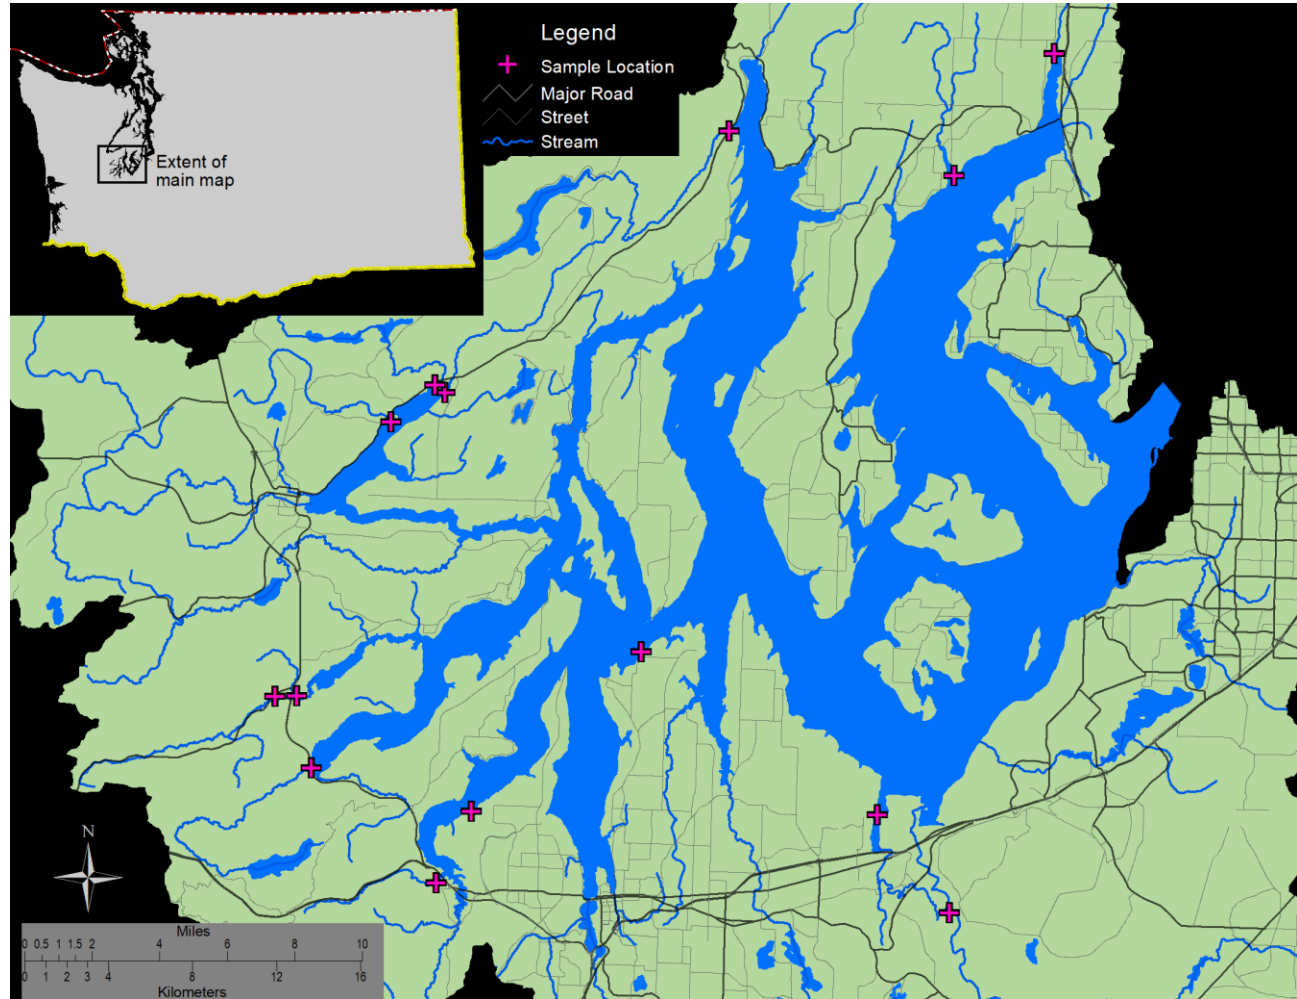 Legend
Sample Location
Major Road
Street
Stream
Extent of
main map
N
Miles
0 0.5 1 1.5 2 4 6 8 10
0 1 2 3 4 8 12 16
Kilometers